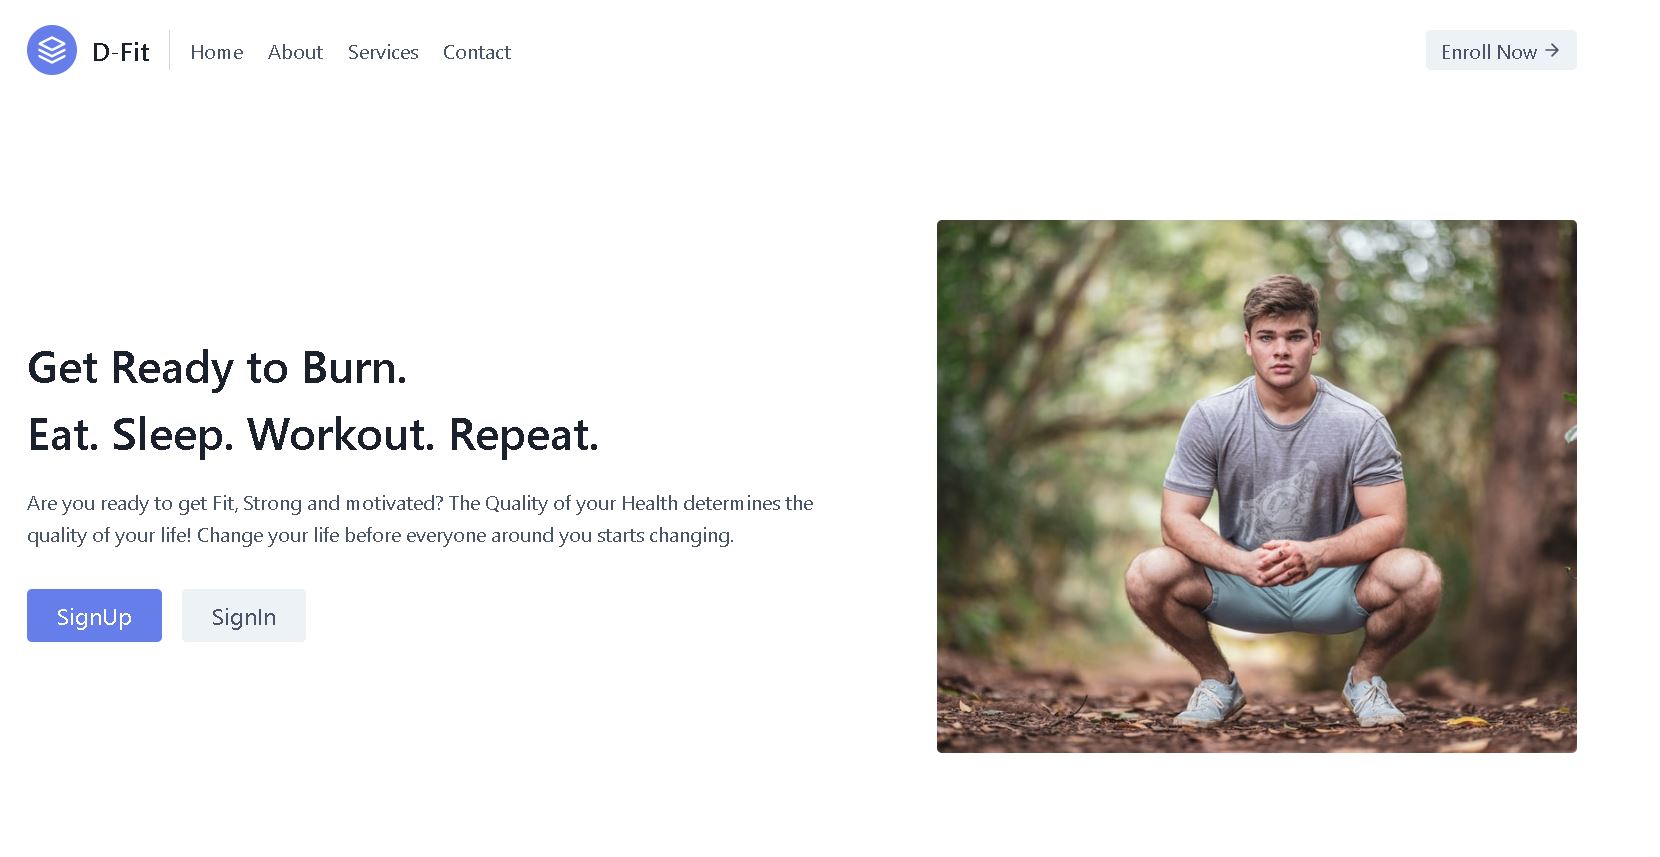 D-Fit
Home About Services Contact
Enroll Now →
Get Ready to Burn.
Eat. Sleep. Workout. Repeat.
Are you ready to get Fit, Strong and motivated? The Quality of your Health determines the
quality of your life! Change your life before everyone around you starts changing.
SignUp
SignIn